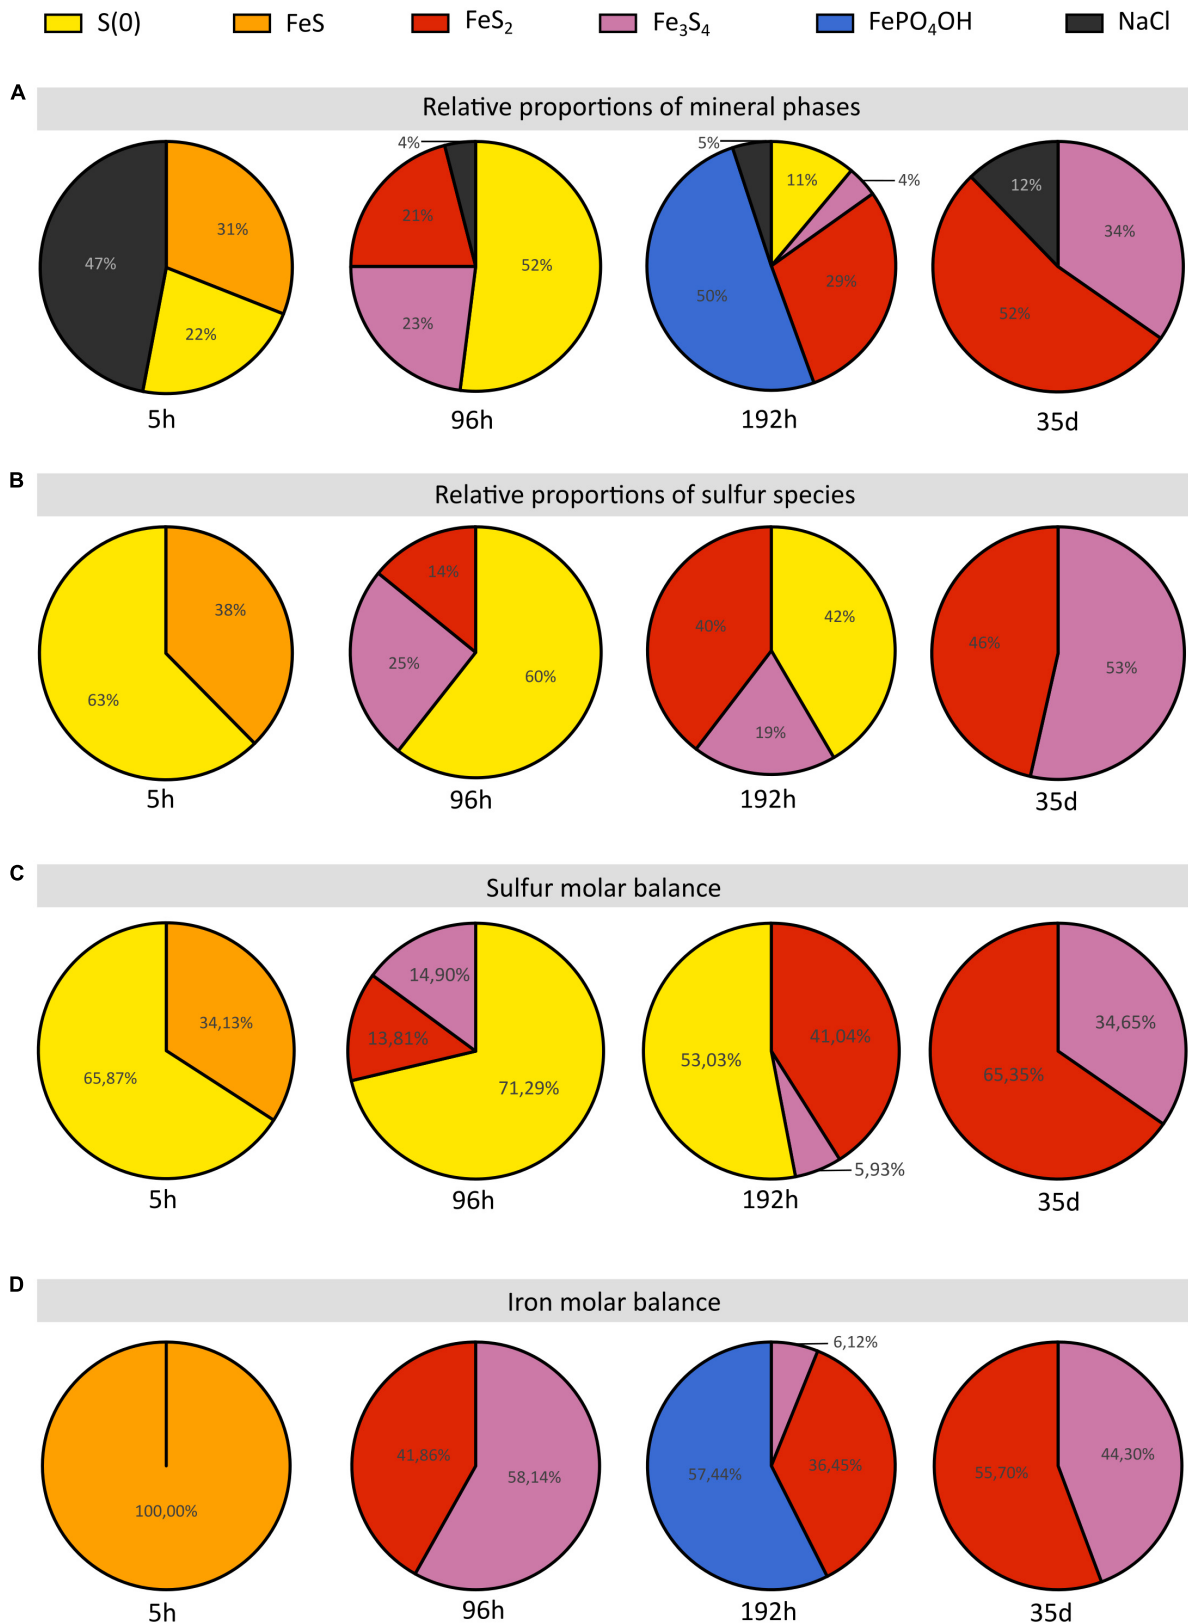 S(0) FeS FeS₂ Fe₃S₄ FePO₄OH NaCl
A
Relative proportions of mineral phases
4% 5%
31% 47% 22%
52% 21% 23%
11% 4% 29% 50%
34% 12% 52%
5h 96h 192h 35d
B
Relative proportions of sulfur species
38% 63%
14% 25% 60%
40% 42% 19%
46% 53%
5h 96h 192h 35d
C
Sulfur molar balance
34,13% 65,87%
14,90% 13,81% 71,29%
53,03% 41,04% 5,93%
34,65% 65,35%
5h 96h 192h 35d
D
Iron molar balance
100,00%
41,86% 58,14%
6,12% 57,44% 36,45%
55,70% 44,30%
5h 96h 192h 35d